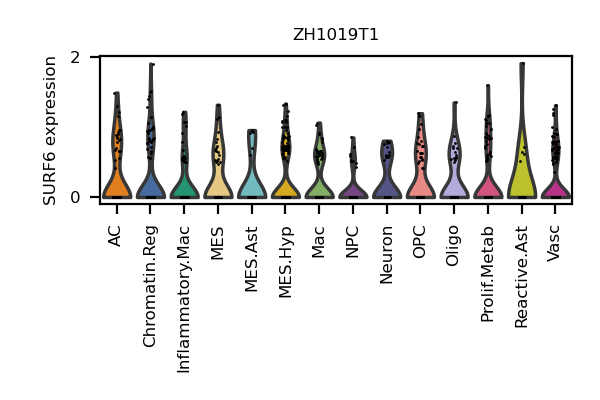 ZH1019T1
SURF6 expression
2
0
AC
Chromatin.Reg
Inflammatory.Mac
MES
MES.Ast
MES.Hyp
Mac
NPC
Neuron
OPC
Oligo
Prolif.Metab
Reactive.Ast
Vasc